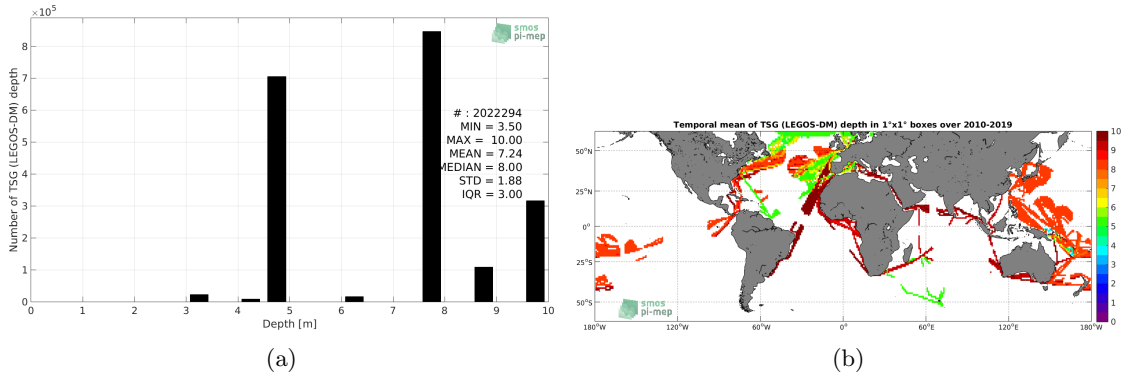 ×10⁵
8
7
6
5
4
3
2
1
0
Number of TSG (LEGOS-DM) depth
smos
pi-mep
# : 2022294
MIN = 3.50
MAX = 10.00
MEAN = 7.24
MEDIAN = 8.00
STD = 1.88
IQR = 3.00
0 1 2 3 4 5 6 7 8 9 10
Depth [m]
(a)
Temporal mean of TSG (LEGOS-DM) depth in 1°x1° boxes over 2010-2019
50°N
25°N
0°
25°S
50°S
smos
pi-mep
180°W 120°W 60°W 0° 60°E 120°E 180°E
10
9
8
7
6
5
4
3
2
1
0
(b)